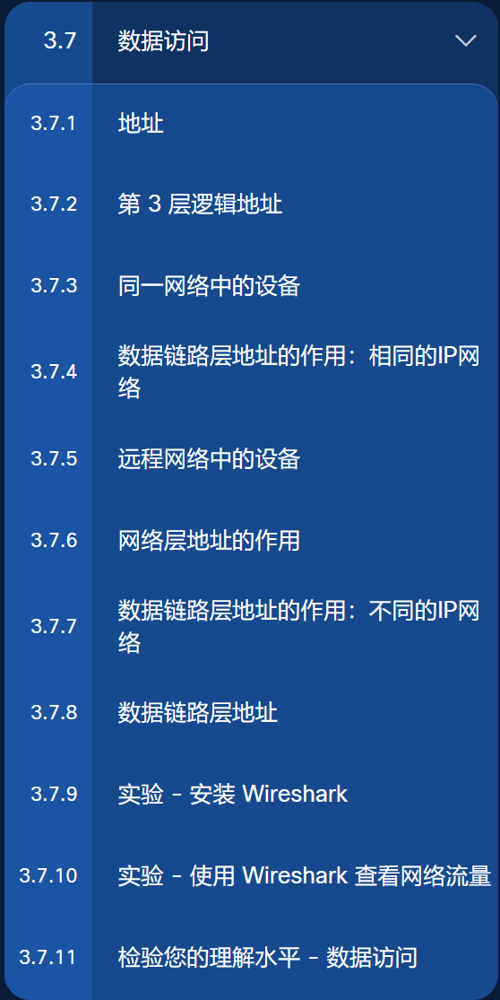 3.7 数据访问
3.7.1 地址
3.7.2 第 3 层逻辑地址
3.7.3 同一网络中的设备
3.7.4 数据链路层地址的作用：相同的IP网
络
3.7.5 远程网络中的设备
3.7.6 网络层地址的作用
3.7.7 数据链路层地址的作用：不同的IP网
络
3.7.8 数据链路层地址
3.7.9 实验 - 安装 Wireshark
3.7.10 实验 - 使用 Wireshark 查看网络流量
3.7.11 检验您的理解水平 - 数据访问